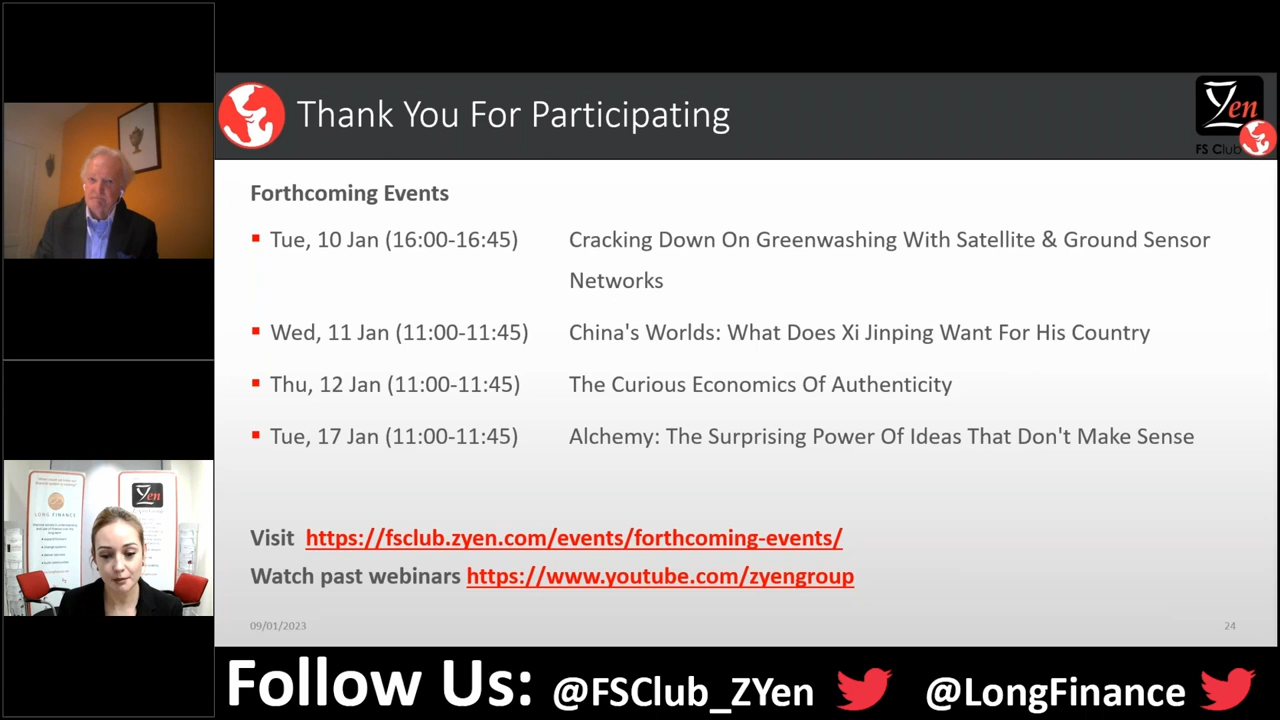 Thank You For Participating
Zen
FS Club
Forthcoming Events
Tue, 10 Jan (16:00-16:45) Cracking Down On Greenwashing With Satellite & Ground Sensor
Networks
Wed, 11 Jan (11:00-11:45) China's Worlds: What Does Xi Jinping Want For His Country
Thu, 12 Jan (11:00-11:45) The Curious Economics Of Authenticity
Tue, 17 Jan (11:00-11:45) Alchemy: The Surprising Power Of Ideas That Don't Make Sense
LONG FINANCE
Zen
Visit https://fsclub.zyen.com/events/forthcoming-events/
Watch past webinars https://www.youtube.com/zyengroup
09/01/2023 24
Follow Us: @FSClub_ZYen @LongFinance